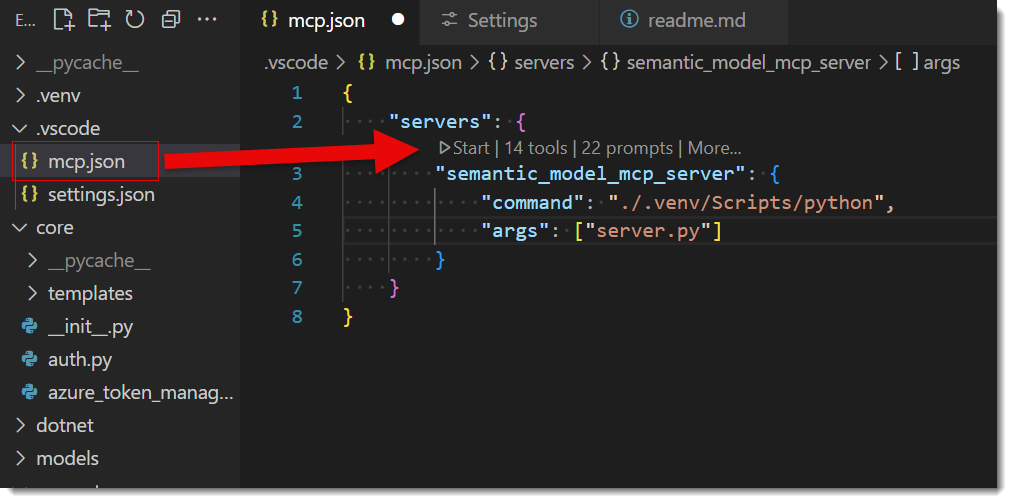 E...
mcp.json
Settings
readme.md
__pycache__
.venv
.vscode
mcp.json
settings.json
core
__pycache__
templates
__init__.py
auth.py
azure_token_manag...
dotnet
models
.vscode > {} mcp.json > {} servers > {} semantic_model_mcp_server > [ ] args
1 {
2 "servers": {
Start | 14 tools | 22 prompts | More...
3 "semantic_model_mcp_server": {
4 "command": "./.venv/Scripts/python",
5 "args": ["server.py"]
6 }
7 }
8 }